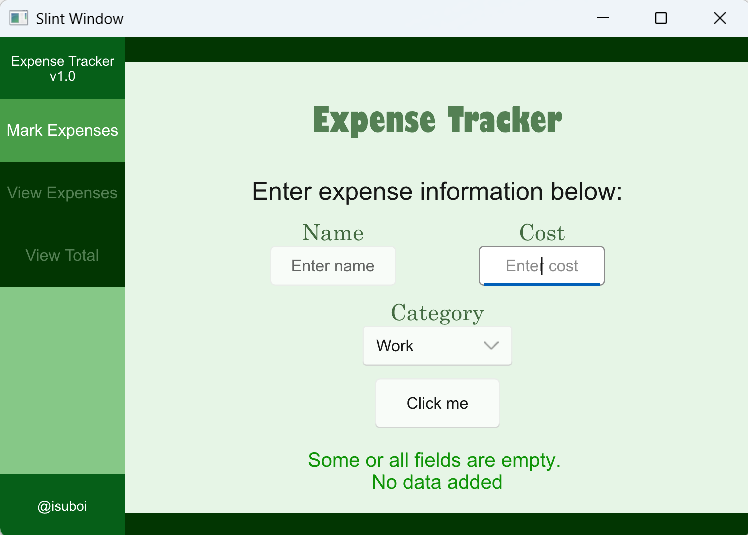 Slint Window
Expense Tracker
v1.0
Mark Expenses
View Expenses
View Total
@isuboi
Expense Tracker
Enter expense information below:
Name
Cost
Enter name
Enter cost
Category
Work
Click me
Some or all fields are empty.
No data added